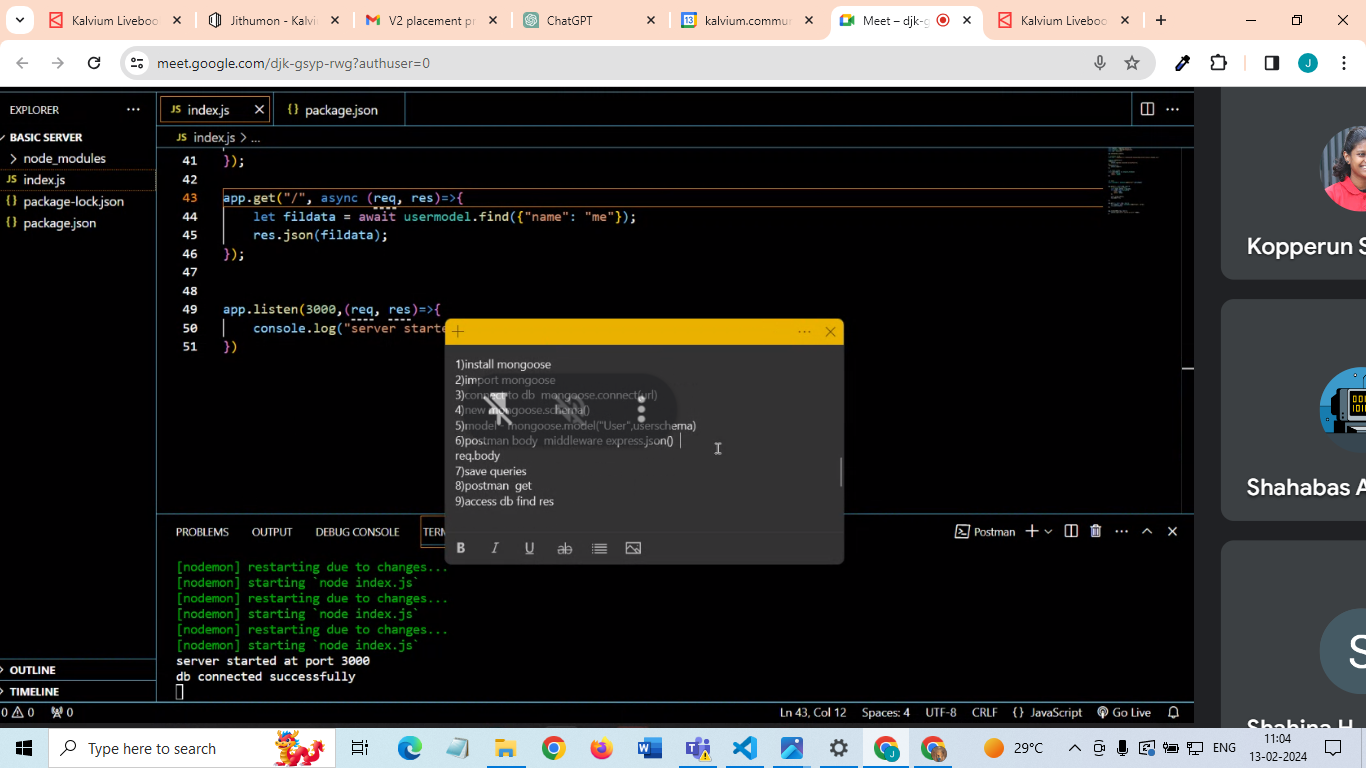 Kalvium Liveboo
Jithumon - Kalvi
V2 placement pr
ChatGPT
kalvium.commu
Meet – djk-g
Kalvium Liveboo
meet.google.com/djk-gsyp-rwg?authuser=0
J
EXPLORER
JS index.js
{} package.json
BASIC SERVER
JS index.js > ...
node_modules
JS index.js
{} package-lock.json
{} package.json
41 });
42
43 app.get("/", async (req, res)=>{
44 let fildata = await usermodel.find({"name": "me"});
45 res.json(fildata);
46 });
47
48
49 app.listen(3000,(req, res)=>{
50 console.log("server starte
51 })
1)install mongoose
2)import mongoose
3)connect to db mongoose.connect(url)
4)new mongoose.schema()
5)model mongoose.model("User",userschema)
6)postman body middleware express.json()
req.body
7)save queries
8)postman get
9)access db find res
B I U ab
PROBLEMS OUTPUT DEBUG CONSOLE TERM
Postman
[nodemon] restarting due to changes...
[nodemon] starting `node index.js`
[nodemon] restarting due to changes...
[nodemon] starting `node index.js`
[nodemon] restarting due to changes...
[nodemon] starting `node index.js`
server started at port 3000
db connected successfully
OUTLINE
TIMELINE
0 0 0
Ln 43, Col 12 Spaces: 4 UTF-8 CRLF {} JavaScript Go Live
Kopperun S
Shahabas A
S
Shahina H
Type here to search
29°C
ENG
11:04
13-02-2024